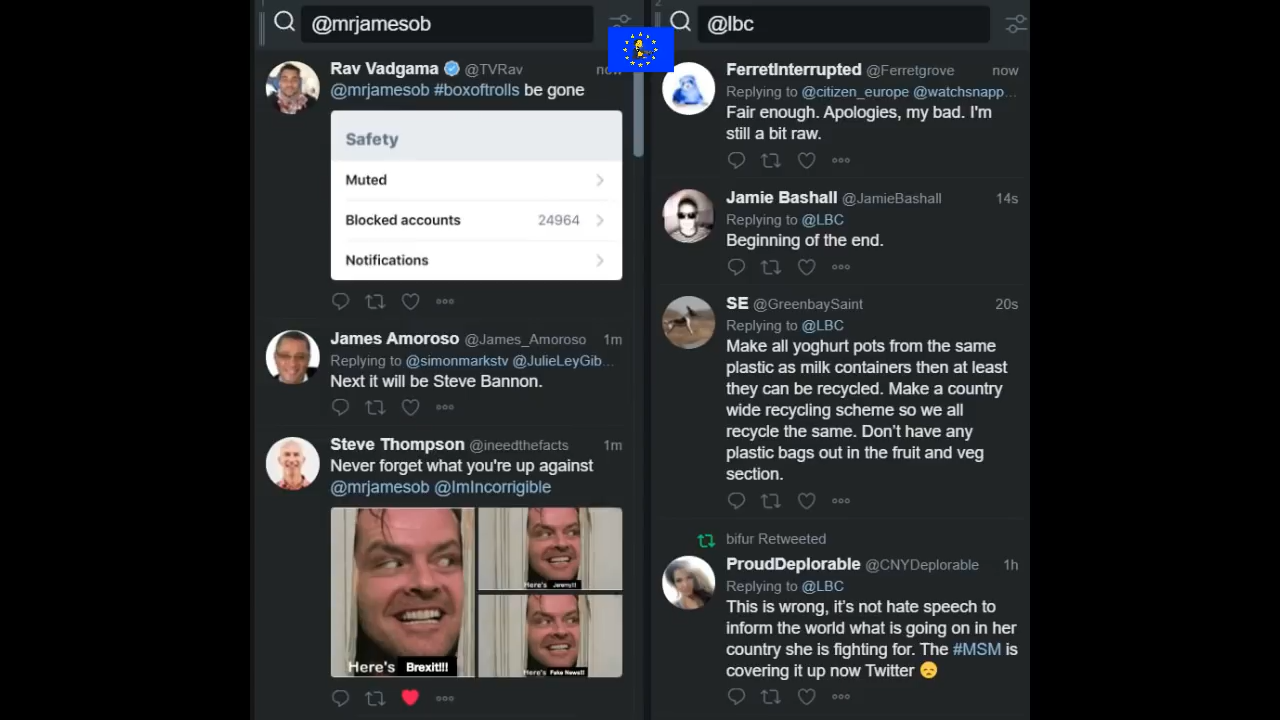 1
@mrjamesob
Rav Vadgama @TVRav now
@mrjamesob #boxoftrolls be gone
Safety
Muted
Blocked accounts 24964
Notifications
James Amoroso @James_Amoroso 1m
Replying to @simonmarkstv @JulieLeyGib...
Next it will be Steve Bannon.
Steve Thompson @ineedthefacts 1m
Never forget what you're up against
@mrjamesob @ImIncorrigible
Here's Brexit!!!
Here's
Here's Fake News!!
2
@lbc
FerretInterrupted @Ferretgrove now
Replying to @citizen_europe @watchsnapp...
Fair enough. Apologies, my bad. I'm
still a bit raw.
Jamie Bashall @JamieBashall 14s
Replying to @LBC
Beginning of the end.
SE @GreenbaySaint 20s
Replying to @LBC
Make all yoghurt pots from the same
plastic as milk containers then at least
they can be recycled. Make a country
wide recycling scheme so we all
recycle the same. Don't have any
plastic bags out in the fruit and veg
section.
bifur Retweeted
ProudDeplorable @CNYDeplorable 1h
Replying to @LBC
This is wrong, it's not hate speech to
inform the world what is going on in her
country she is fighting for. The #MSM is
covering it up now Twitter 😞